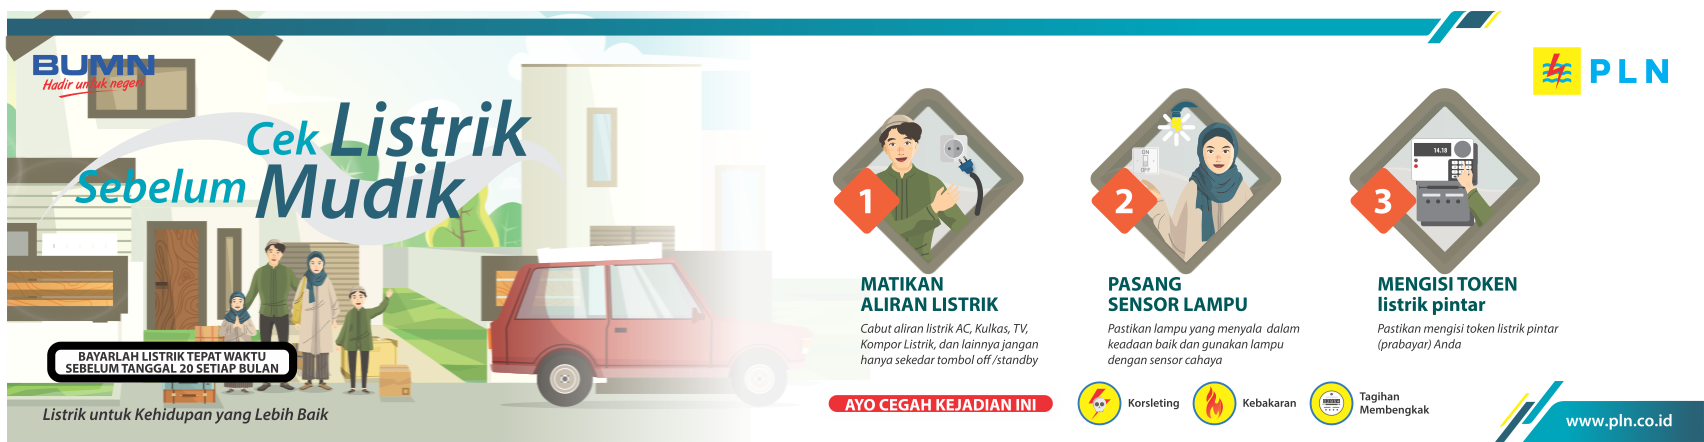 BUMN
Hadir untuk negeri
Cek Listrik
Sebelum Mudik
BAYARLAH LISTRIK TEPAT WAKTU
SEBELUM TANGGAL 20 SETIAP BULAN
Listrik untuk Kehidupan yang Lebih Baik
PLN
1
MATIKAN
ALIRAN LISTRIK
Cabut aliran listrik AC, Kulkas, TV,
Kompor Listrik, dan lainnya jangan
hanya sekedar tombol off /standby
ON
OFF
2
PASANG
SENSOR LAMPU
Pastikan lampu yang menyala dalam
keadaan baik dan gunakan lampu
dengan sensor cahaya
14.18
3
MENGISI TOKEN
listrik pintar
Pastikan mengisi token listrik pintar
(prabayar) Anda
AYO CEGAH KEJADIAN INI
Korsleting
Kebakaran
Tagihan
Membengkak
www.pln.co.id